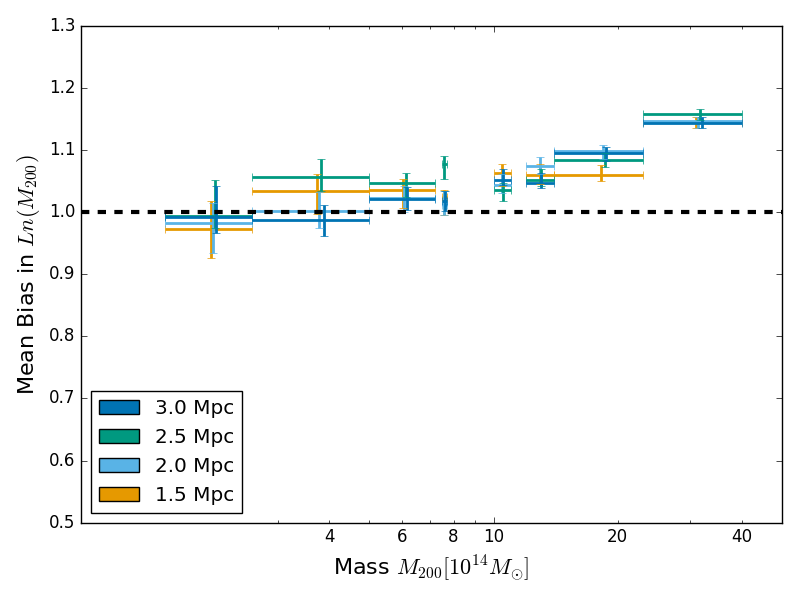 1.3
1.2
1.1
1.0
0.9
0.8
0.7
0.6
0.5
Mean Bias in Ln(M₂₀₀)
3.0 Mpc
2.5 Mpc
2.0 Mpc
1.5 Mpc
4 6 8 10 20 40
Mass M₂₀₀[10¹⁴M⊙]